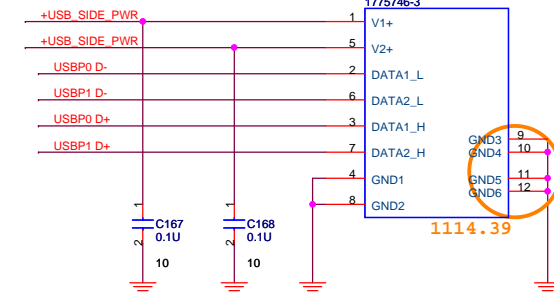 1775746-3
+USB_SIDE_PWR 1 V1+
+USB_SIDE_PWR 5 V2+
USBP0 D- 2 DATA1_L
USBP1 D- 6 DATA2_L
USBP0 D+ 3 DATA1_H
USBP1 D+ 7 DATA2_H
GND3 9
GND4 10
4 GND1
GND5 11
GND6 12
8 GND2
1114.39
1 C167 2 0.1U 10
1 C168 2 0.1U 10